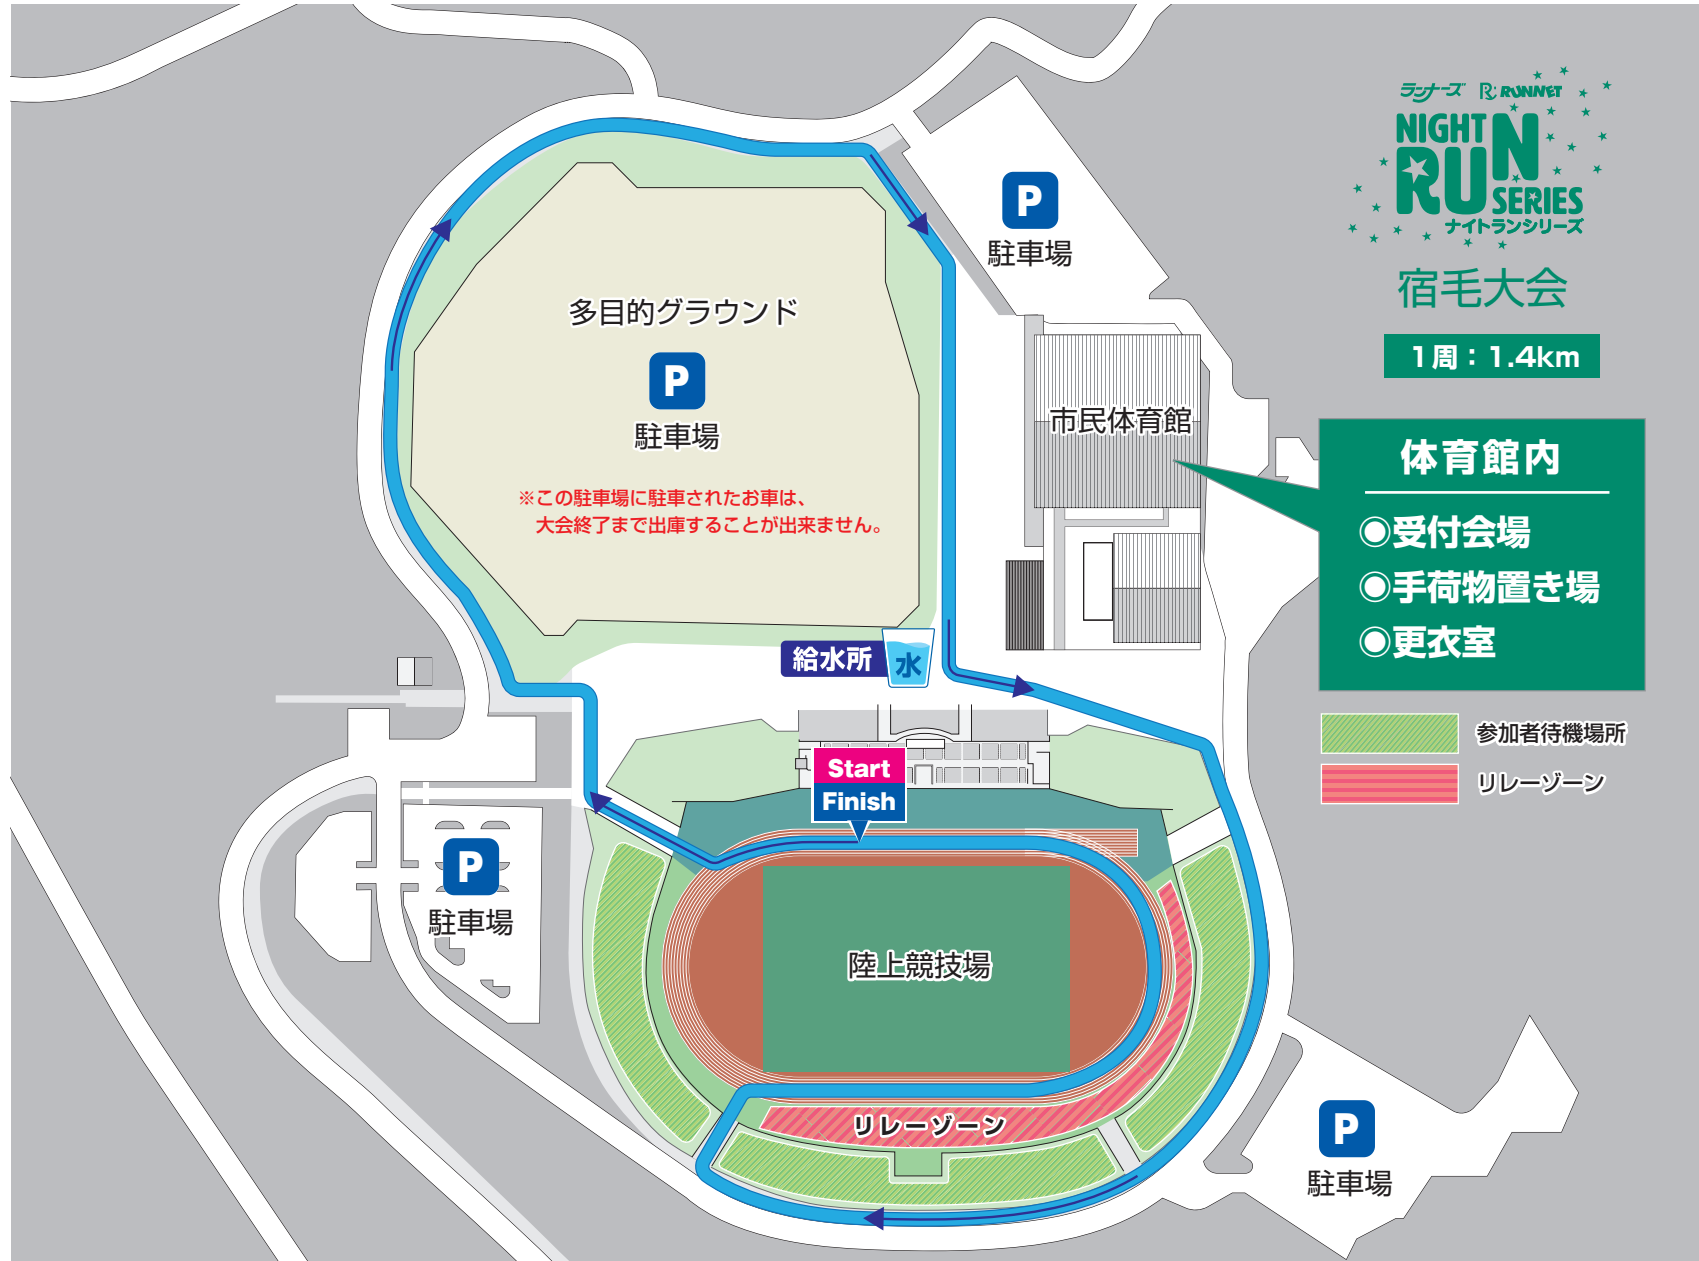 ランナーズ RUNNET
NIGHT
RUN
SERIES
ナイトランシリーズ
宿毛大会
1周：1.4km
P
駐車場
多目的グラウンド
P
駐車場
※この駐車場に駐車されたお車は、
大会終了まで出庫することが出来ません。
市民体育館
体育館内
◉受付会場
◉手荷物置き場
◉更衣室
給水所 水
参加者待機場所
リレーゾーン
Start
Finish
P
駐車場
陸上競技場
リレーゾーン
P
駐車場